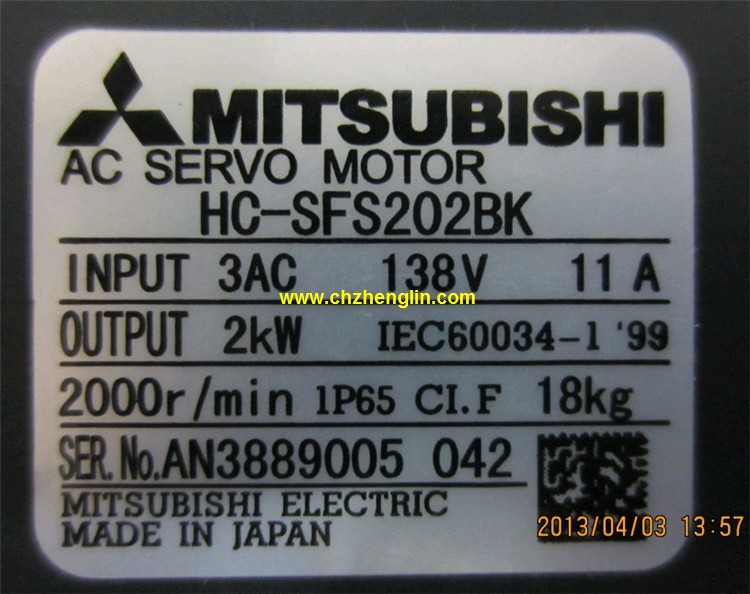 MITSUBISHI
AC SERVO MOTOR
HC-SFS202BK
INPUT 3AC 138V 11 A
www.chzhenglin.com
OUTPUT 2kW IEC60034-1 '99
2000r/min IP65 CI.F 18kg
SER.No.AN3889005 042
MITSUBISHI ELECTRIC
MADE IN JAPAN
2013/04/03 13:57